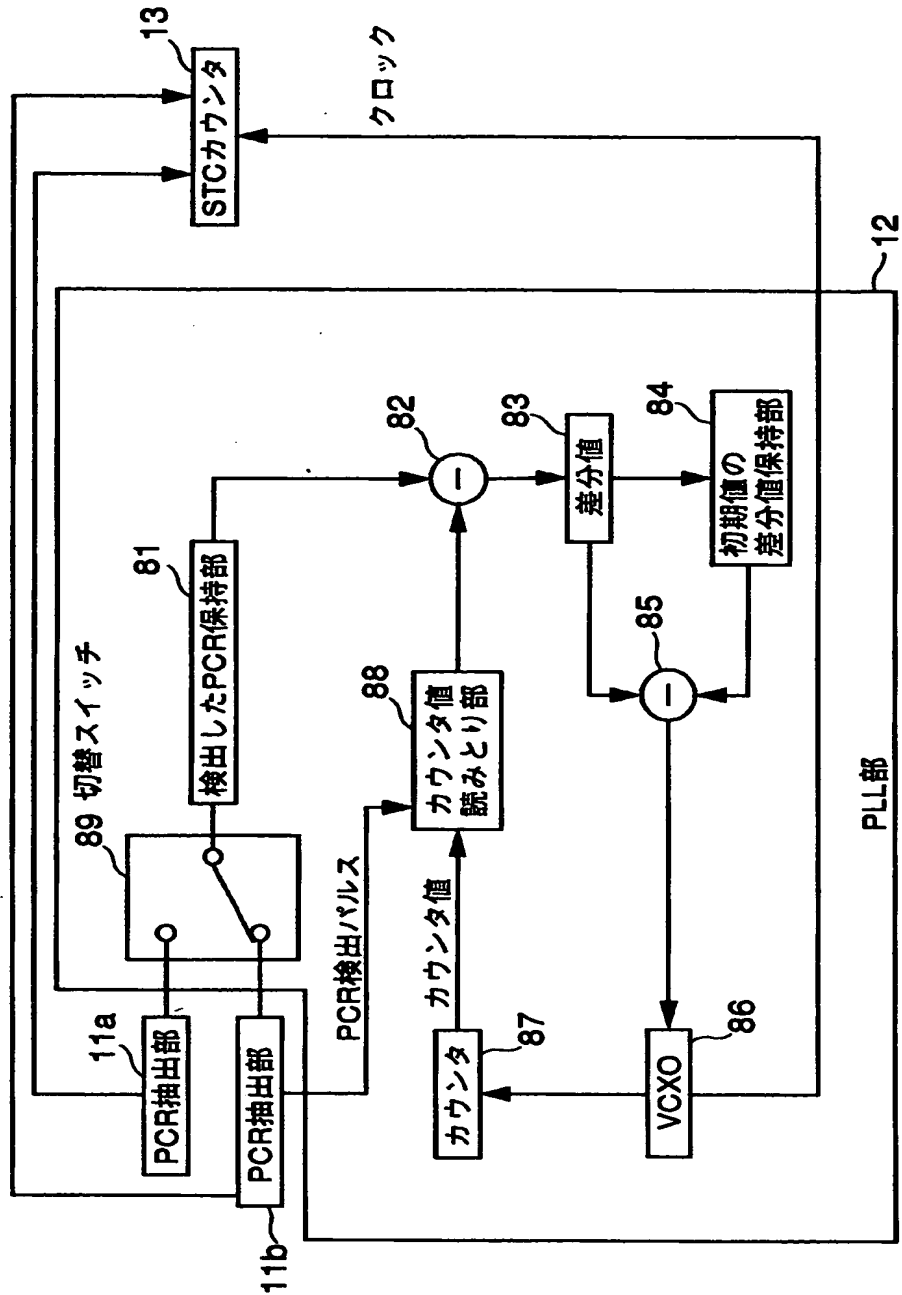 13
STCカウンタ
クロック
12
PLL部
89 切替スイッチ
11a
PCR抽出部
PCR抽出部
11b
81
検出したPCR保持部
PCR検出パルス
82
−
83
差分値
84
初期値の
差分値保持部
85
−
88
カウンタ値
読みとり部
カウンタ値
カウンタ
87
VCXO
86